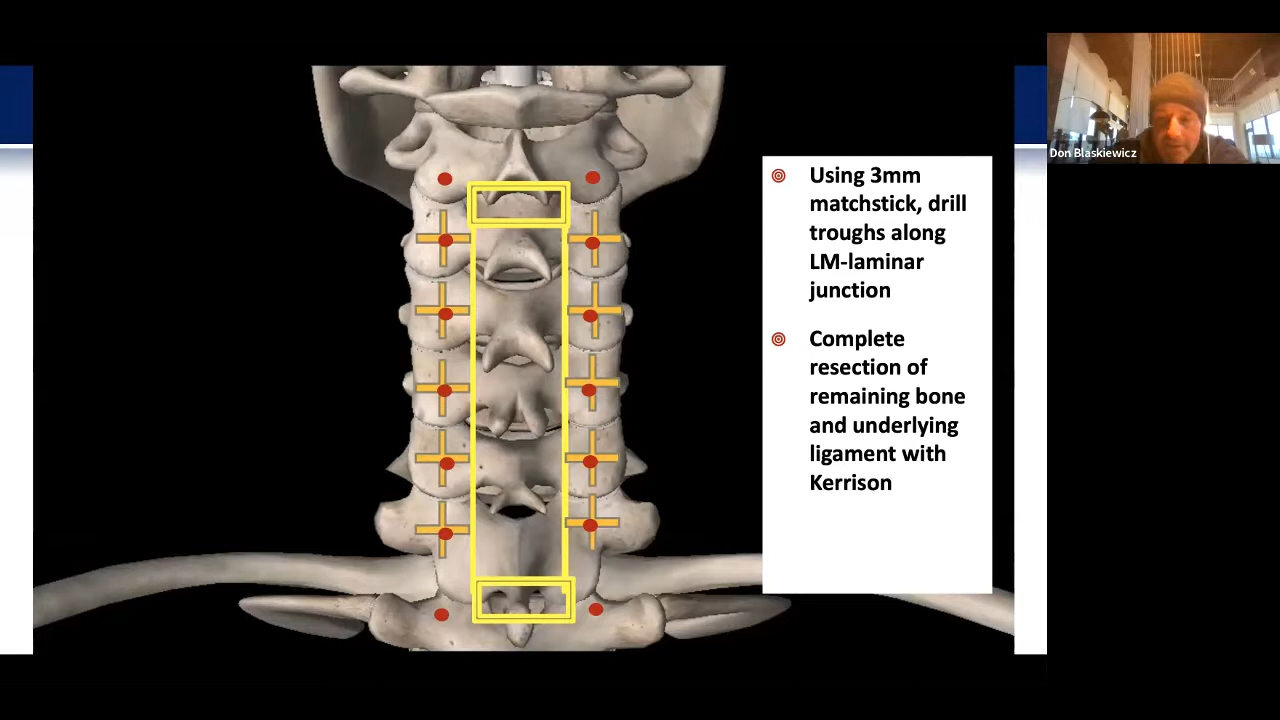 Using 3mm
matchstick, drill
troughs along
LM-laminar
junction
Complete
resection of
remaining bone
and underlying
ligament with
Kerrison
Don Blaskiewicz